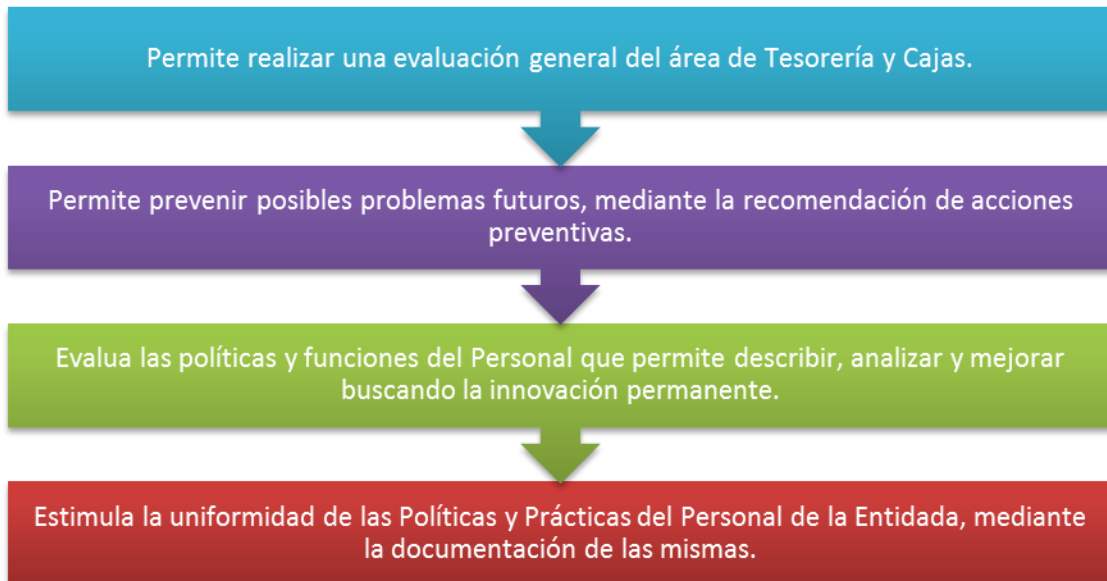 Permite realizar una evaluación general del área de Tesorería y Cajas.
Permite prevenir posibles problemas futuros, mediante la recomendación de acciones
preventivas.
Evalua las políticas y funciones del Personal que permite describir, analizar y mejorar
buscando la innovación permanente.
Estimula la uniformidad de las Políticas y Prácticas del Personal de la Entidada, mediante
la documentación de las mismas.